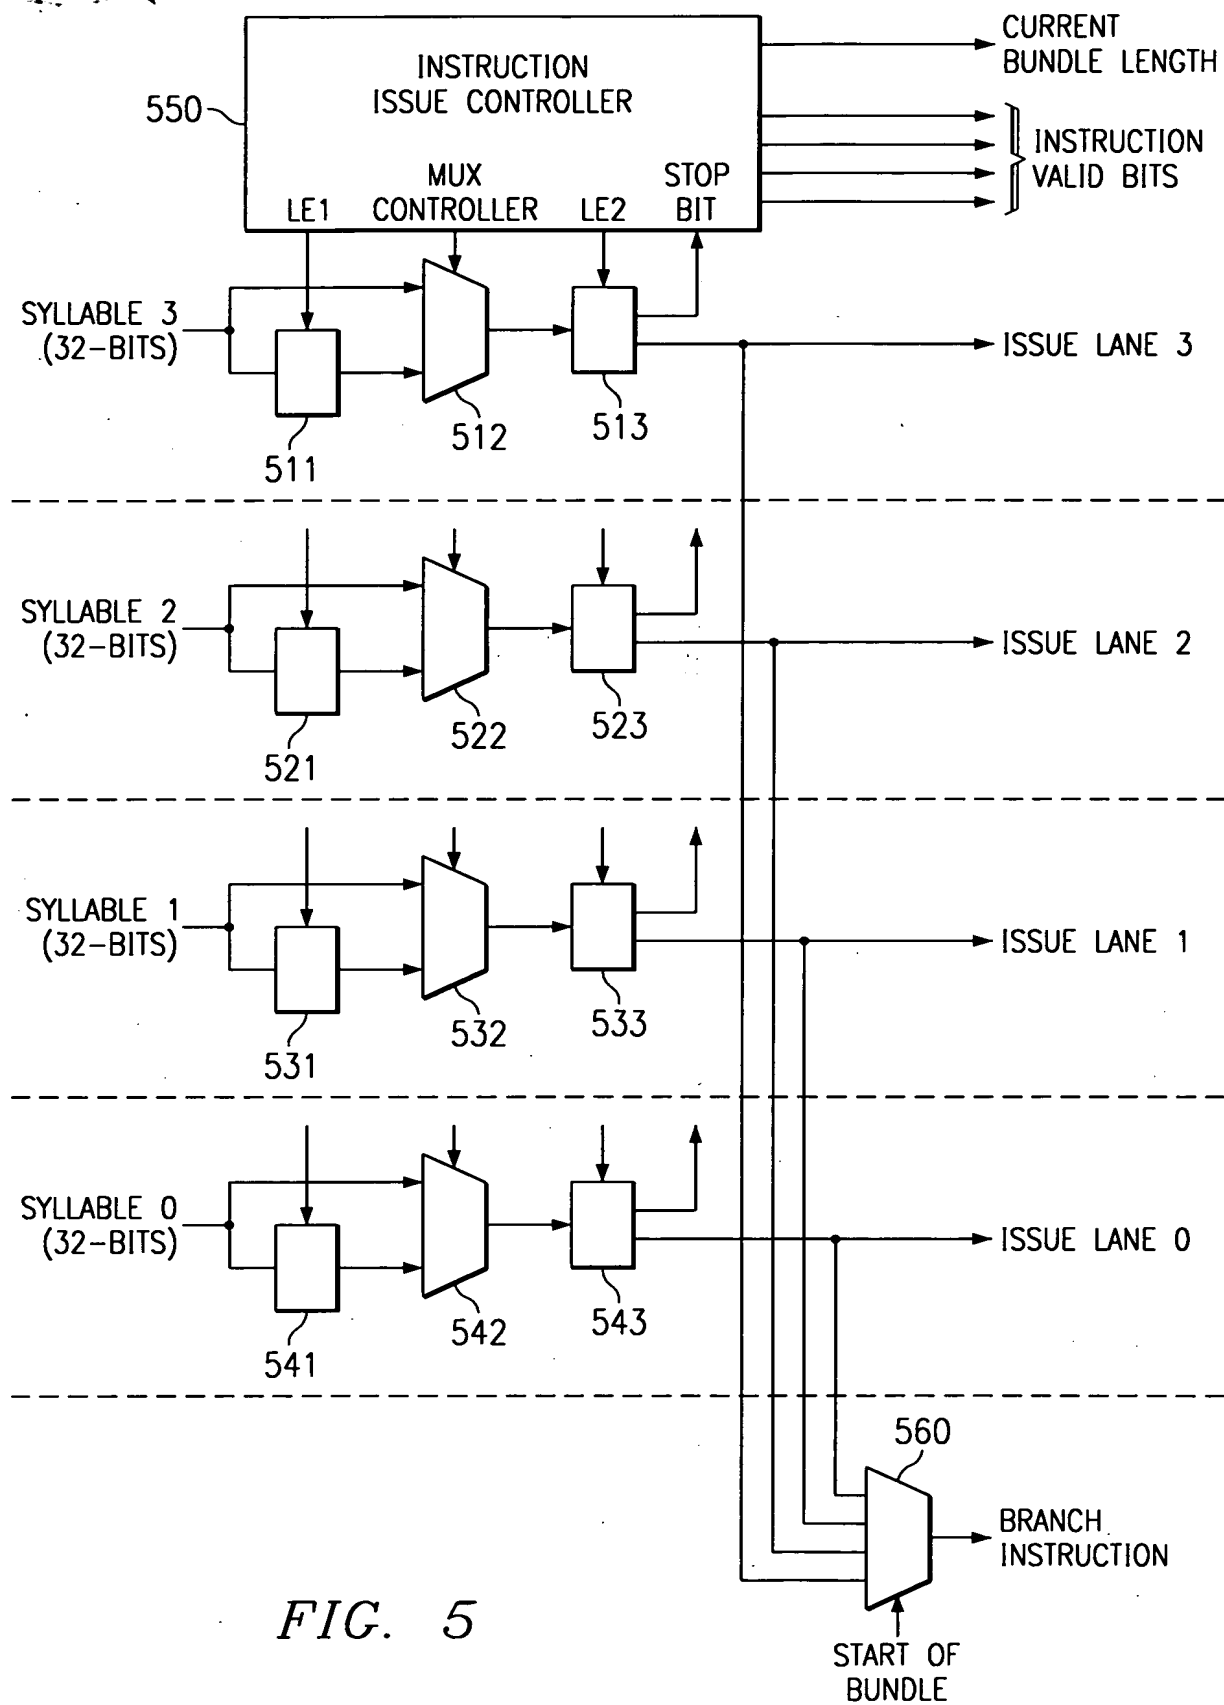 CURRENT
BUNDLE LENGTH
INSTRUCTION
ISSUE CONTROLLER
550
INSTRUCTION
VALID BITS
LE1
MUX
CONTROLLER
LE2
STOP
BIT
SYLLABLE 3
(32-BITS)
ISSUE LANE 3
511
512
513
SYLLABLE 2
(32-BITS)
ISSUE LANE 2
521
522
523
SYLLABLE 1
(32-BITS)
ISSUE LANE 1
531
532
533
SYLLABLE 0
(32-BITS)
ISSUE LANE 0
541
542
543
560
BRANCH
INSTRUCTION
START OF
BUNDLE
FIG. 5